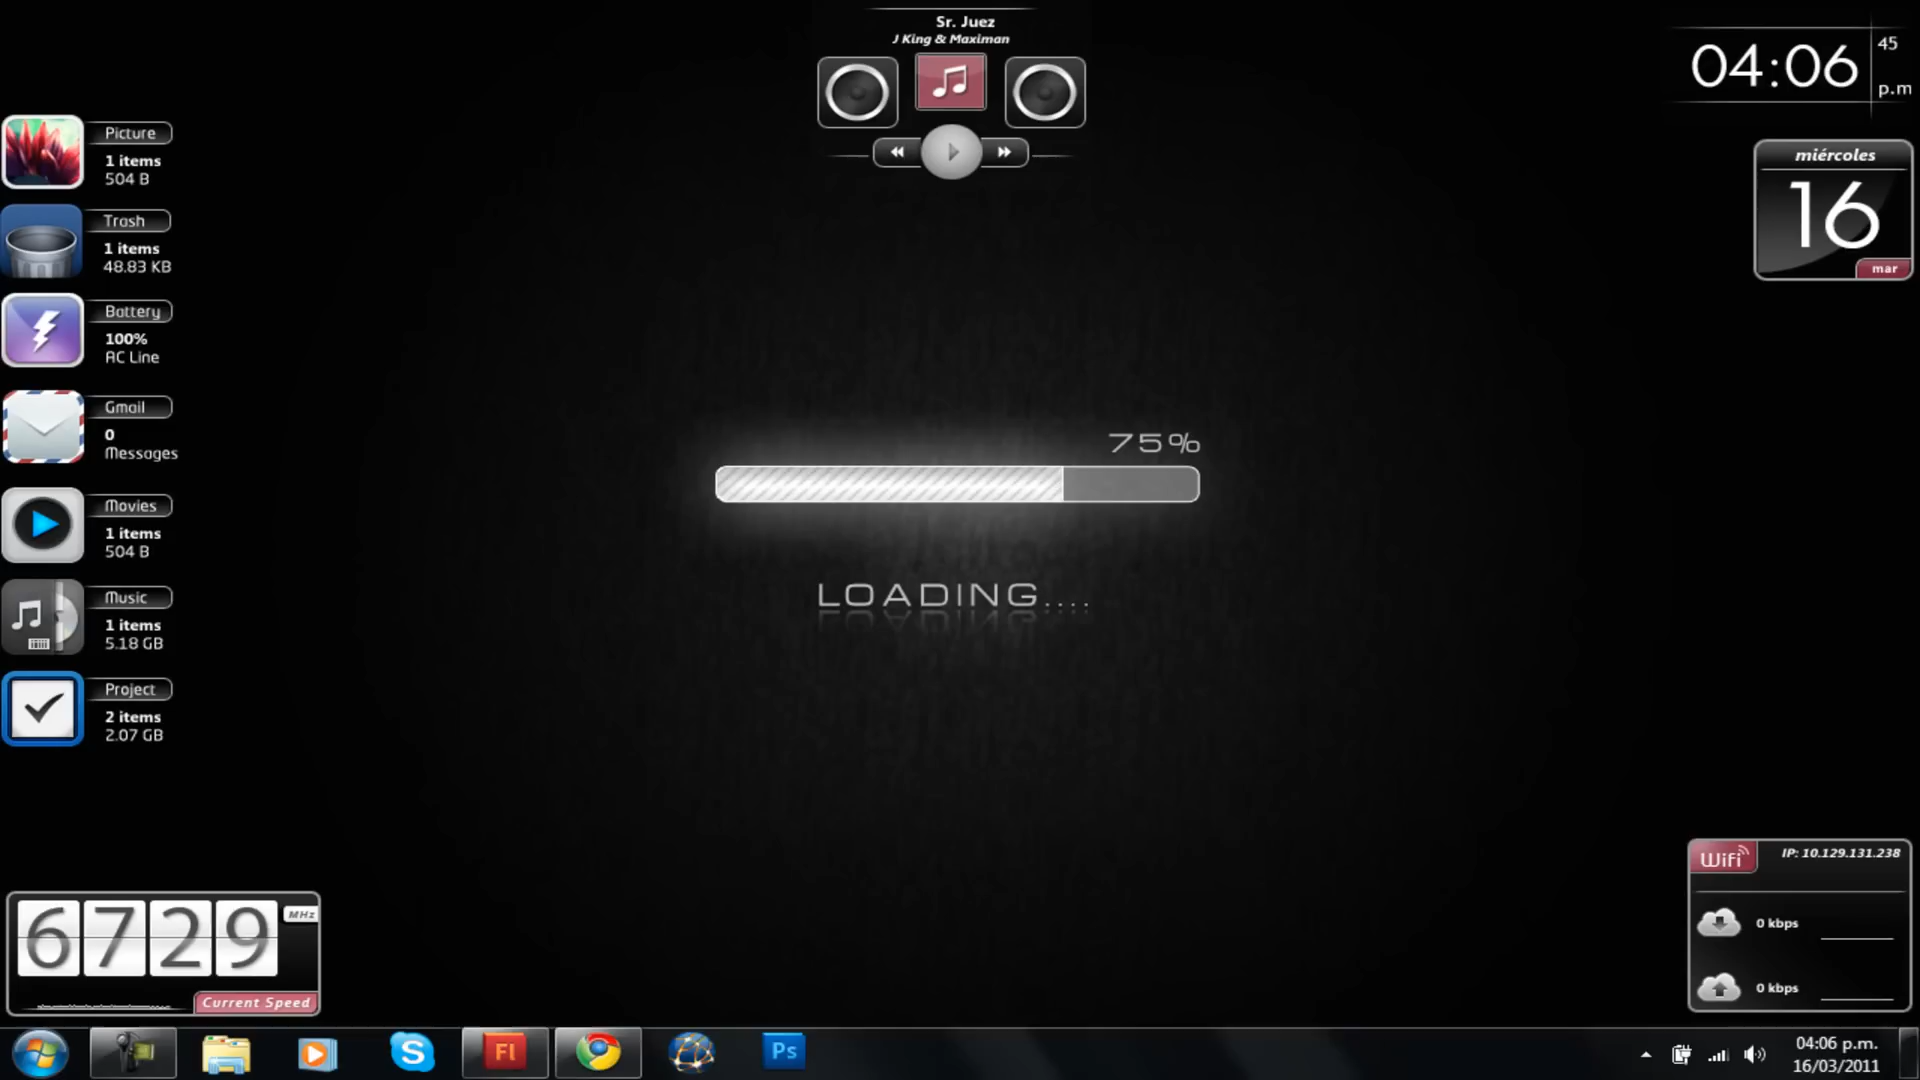 Sr. Juez
J King & Maximan
04:06
45
p.m
miércoles
16
mar
Picture
1 items
504 B
Trash
1 items
48.83 KB
Battery
100%
AC Line
Gmail
0
Messages
Movies
1 items
504 B
Music
1 items
5.18 GB
Project
2 items
2.07 GB
75%
LOADING....
6729
MHz
Current Speed
Wifi
IP: 10.129.131.238
0 kbps
0 kbps
Fl
Ps
04:06 p.m.
16/03/2011